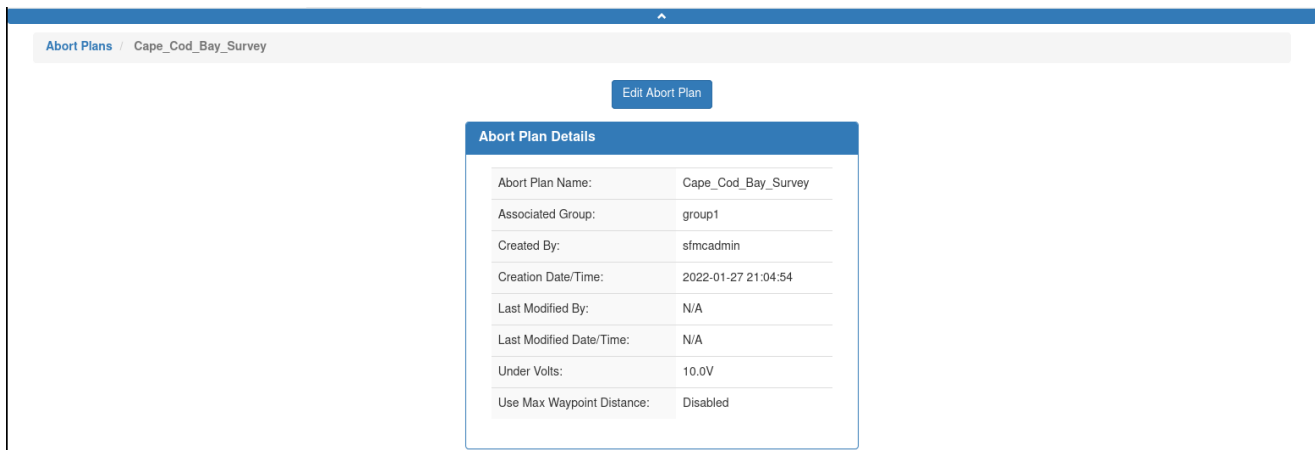 Abort Plans / Cape_Cod_Bay_Survey
Edit Abort Plan
Abort Plan Details
Abort Plan Name: Cape_Cod_Bay_Survey
Associated Group: group1
Created By: sfmcadmin
Creation Date/Time: 2022-01-27 21:04:54
Last Modified By: N/A
Last Modified Date/Time: N/A
Under Volts: 10.0V
Use Max Waypoint Distance: Disabled